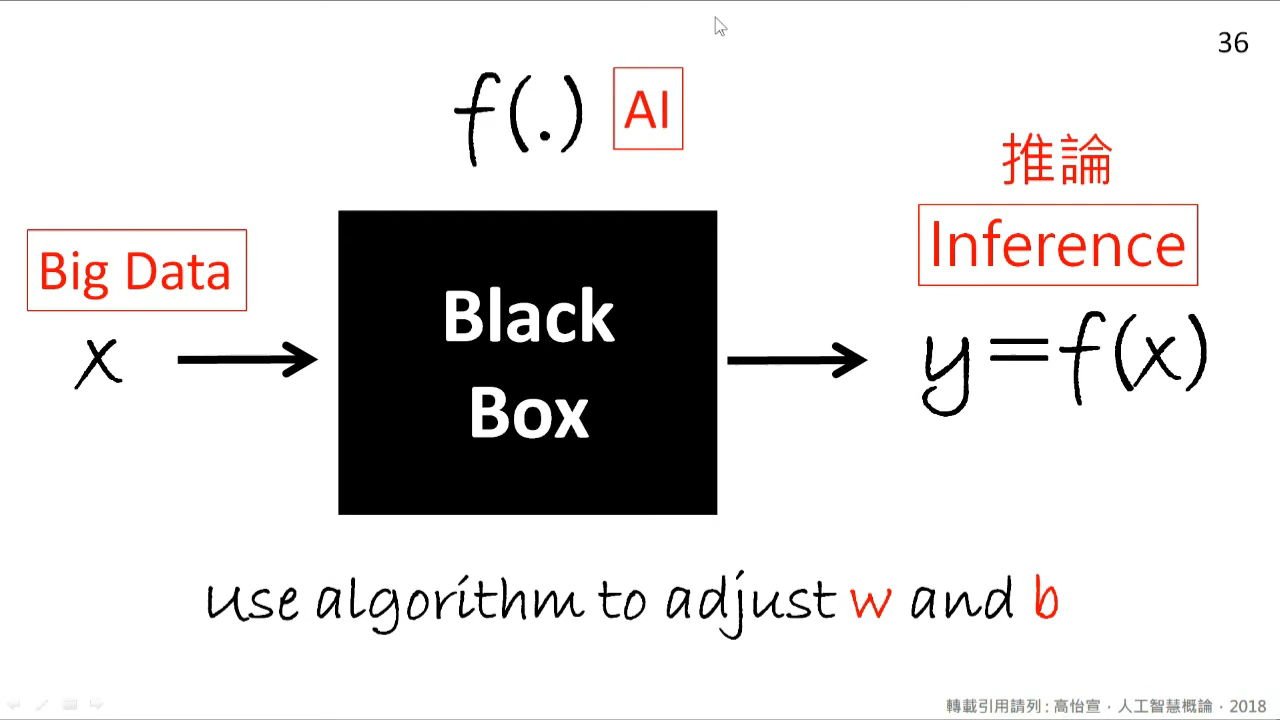 36
f(.)
AI
推論
Inference
Big Data
x
Black
Box
y=f(x)
use algorithm to adjust w and b
轉載引用請列：高怡宣，人工智慧概論，2018